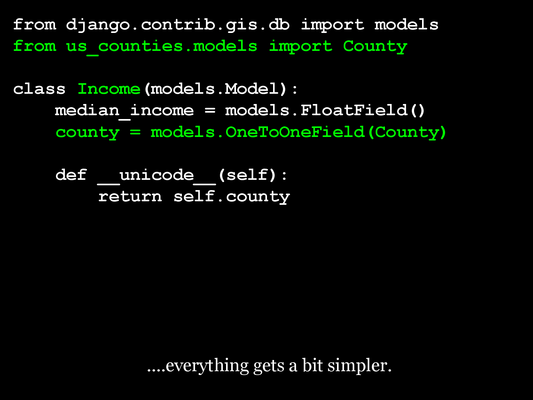 from django.contrib.gis.db import models
from us_counties.models import County
class Income(models.Model):
    median_income = models.FloatField()
    county = models.OneToOneField(County)
    def __unicode__(self):
        return self.county
....everything gets a bit simpler.